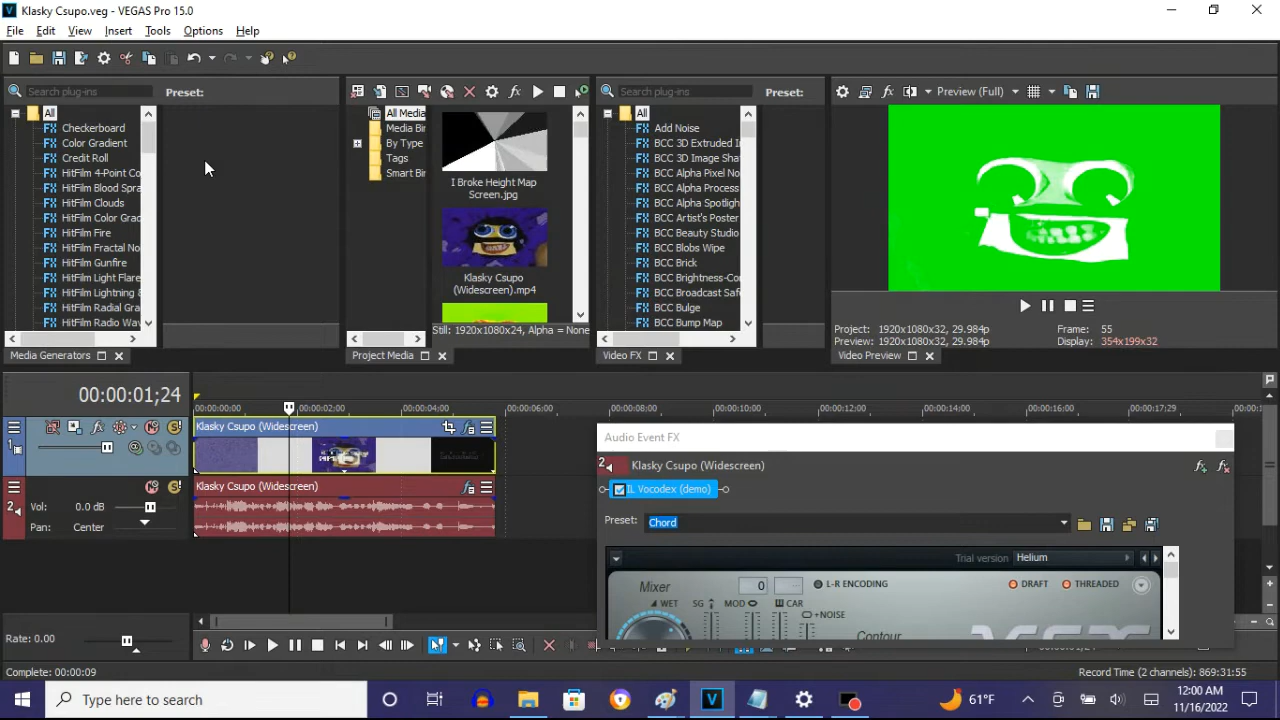 Klasky Csupo.veg - VEGAS Pro 15.0
File Edit View Insert Tools Options Help
Search plug-ins Preset:
All
Checkerboard
Color Gradient
Credit Roll
HitFilm 4-Point Co
HitFilm Blood Spra
HitFilm Clouds
HitFilm Color Grad
HitFilm Fire
HitFilm Fractal No
HitFilm Gunfire
HitFilm Light Flare
HitFilm Lightning &
HitFilm Radial Gra
HitFilm Radio Wav
Media Generators
All Media
Media Bir
By Type
Tags
Smart Bir
I Broke Height Map
Screen.jpg
Klasky Csupo
(Widescreen).mp4
Still: 1920x1080x24, Alpha = None
Project Media
Search plug-ins Preset:
All
Add Noise
BCC 3D Extruded I
BCC 3D Image Sha
BCC Alpha Pixel No
BCC Alpha Process
BCC Alpha Spotligh
BCC Artist's Poster
BCC Beauty Studio
BCC Blobs Wipe
BCC Brick
BCC Brightness-Co
BCC Broadcast Safe
BCC Bulge
BCC Bump Map
Video FX
Preview (Full)
Project: 1920x1080x32, 29.984p Frame: 55
Preview: 1920x1080x32, 29.984p Display: 354x199x32
Video Preview
00:00:01;24
00:00:00;00 00:00:02;00 00:00:04;00 00:00:06;00 00:00:08;00 00:00:10;00 00:00:12;00 00:00:14;00 00:00:16;00 00:00:17;29
Klasky Csupo (Widescreen)
1
Klasky Csupo (Widescreen)
2
Vol: 0.0 dB
Pan: Center
Audio Event FX
2 Klasky Csupo (Widescreen)
IL Vocodex (demo)
Preset: Chord
Trial version Helium
Mixer 0 L-R ENCODING DRAFT THREADED
WET SG MOD CAR
+NOISE
Contour
Rate: 0.00
Complete: 00:00:09
Record Time (2 channels): 869:31:55
Type here to search
61°F
12:00 AM
11/16/2022